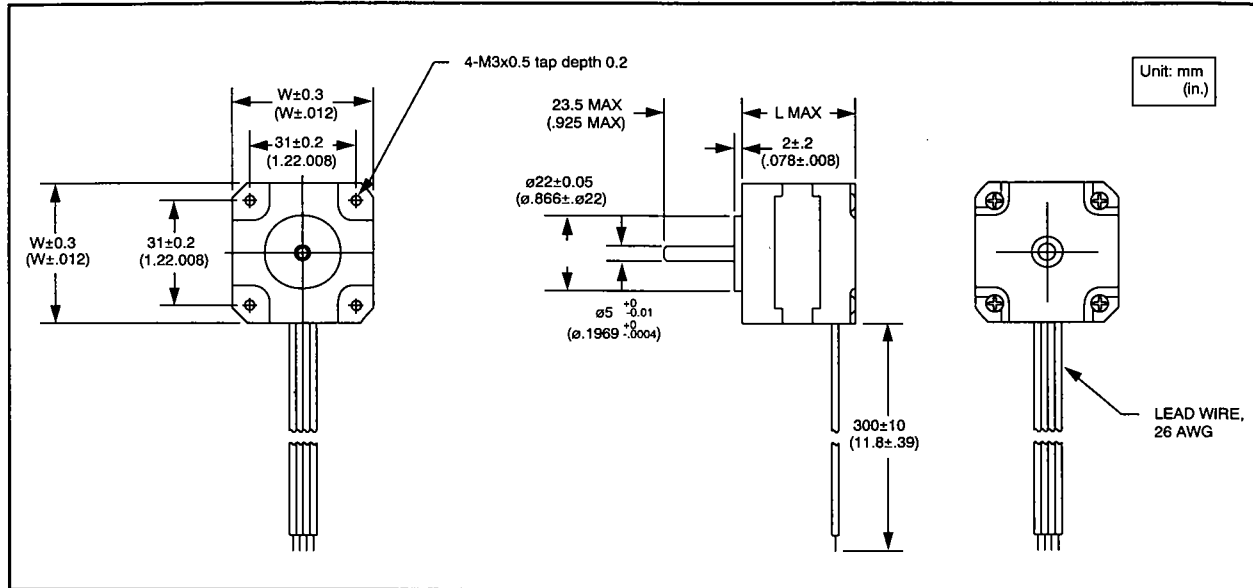 4-M3x0.5 tap depth 0.2
Unit: mm
(in.)
W±0.3
(W±.012)
31±0.2
(1.22.008)
W±0.3
(W±.012)
31±0.2
(1.22.008)
23.5 MAX
(.925 MAX)
L MAX
2±.2
(.078±.008)
ø22±0.05
(ø.866±.ø22)
ø5 +0 -0.01
(ø.1969 +0 -.0004)
300±10
(11.8±.39)
LEAD WIRE,
26 AWG